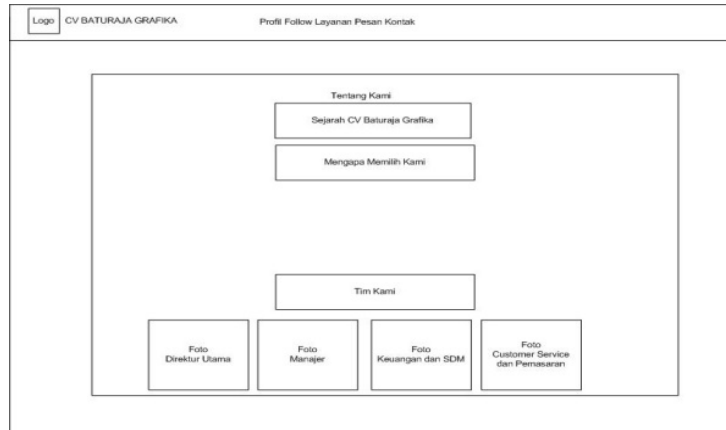 Logo CV BATURAJA GRAFIKA Profil Follow Layanan Pesan Kontak
Tentang Kami
Sejarah CV Baturaja Grafika
Mengapa Memilih Kami
Tim Kami
Foto
Direktur Utama
Foto
Manajer
Foto
Keuangan dan SDM
Foto
Customer Service
dan Pemasaran